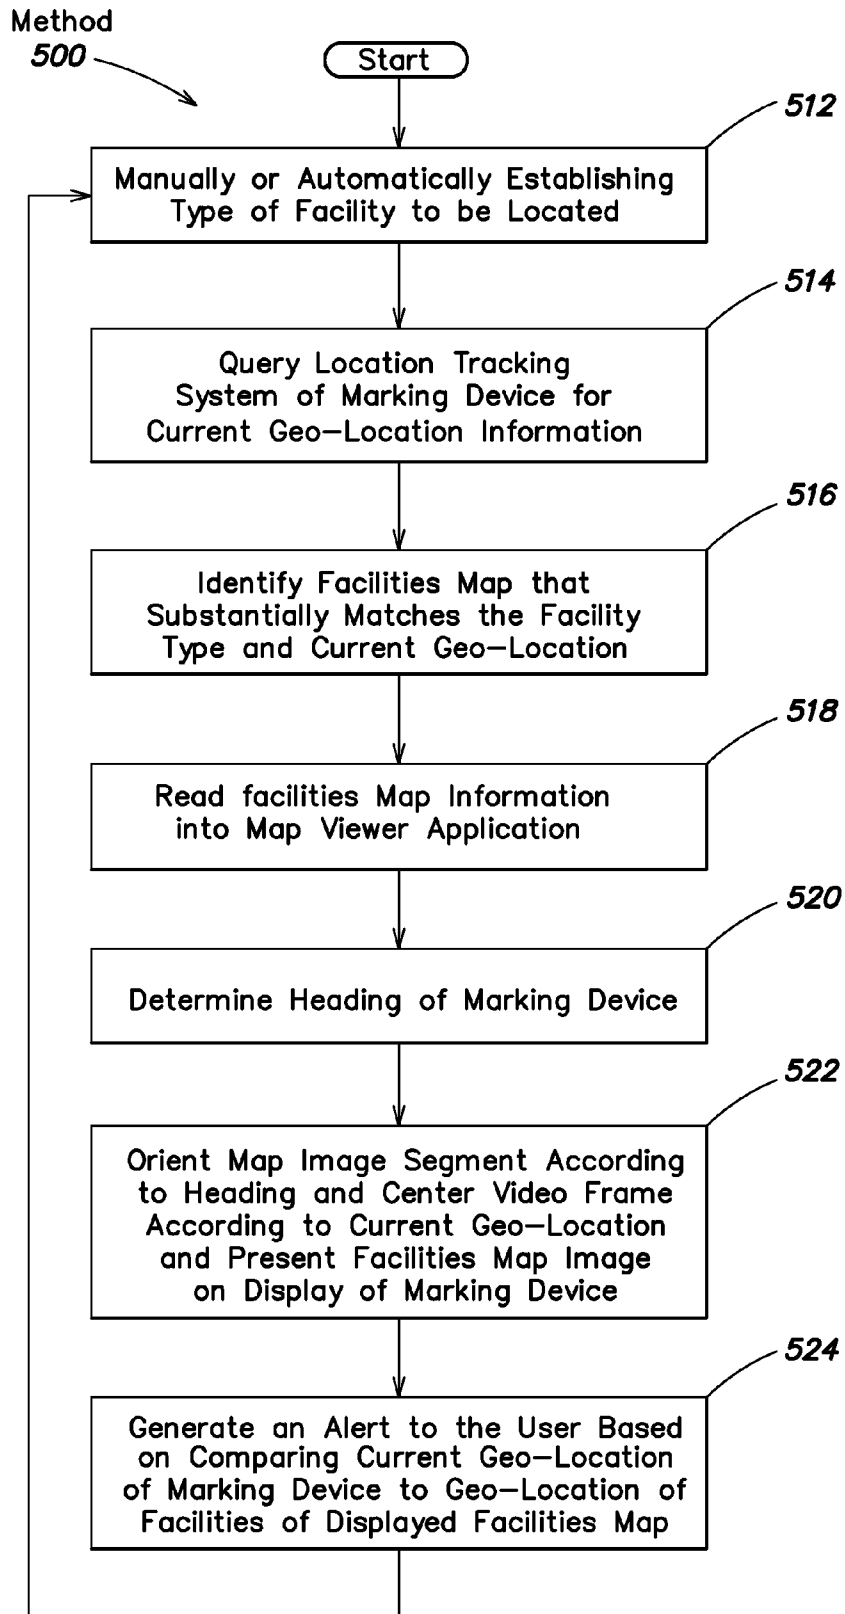 Method
500
Start
512
Manually or Automatically Establishing
Type of Facility to be Located
514
Query Location Tracking
System of Marking Device for
Current Geo-Location Information
516
Identify Facilities Map that
Substantially Matches the Facility
Type and Current Geo-Location
518
Read facilities Map Information
into Map Viewer Application
520
Determine Heading of Marking Device
522
Orient Map Image Segment According
to Heading and Center Video Frame
According to Current Geo-Location
and Present Facilities Map Image
on Display of Marking Device
524
Generate an Alert to the User Based
on Comparing Current Geo-Location
of Marking Device to Geo-Location of
Facilities of Displayed Facilities Map